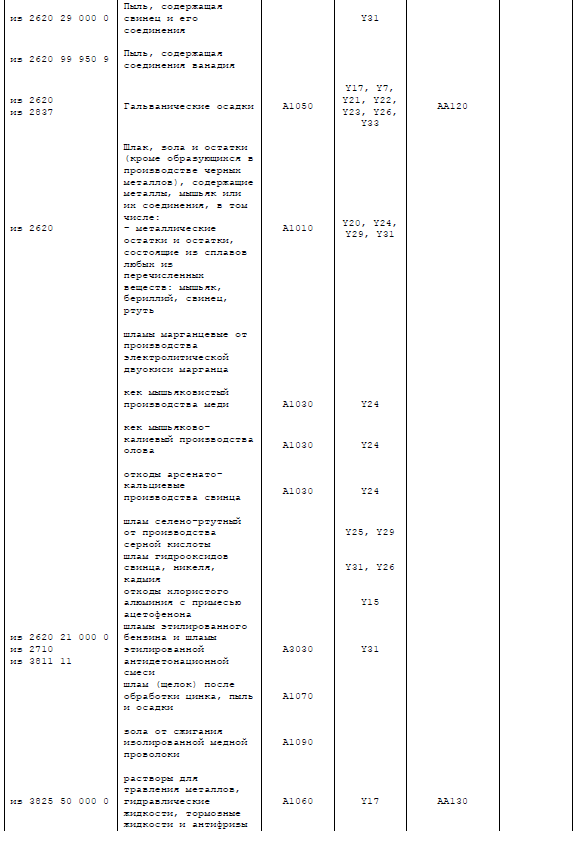 Пыль, содержащая
из 2620 29 000 0 свинец и его Y31
соединения
Пыль, содержащая
из 2620 99 950 9 соединения ванадия
Y17, Y7,
из 2620 Гальванические осадки A1050 Y21, Y22, AA120
из 2837 Y23, Y26,
Y33
Шлак, зола и остатки
(кроме образующихся в
производстве черных
металлов), содержащие
металлы, мышьяк или
их соединения, в том
числе:
из 2620 - металлические A1010 Y20, Y24,
остатки и остатки, Y29, Y31
состоящие из сплавов
любых из
перечисленных
веществ: мышьяк,
бериллий, свинец,
ртуть
шламы марганцевые от
производства
электролитической
двуокиси марганца
кек мышьяковистый
производства меди A1030 Y24
кек мышьяково-
калиевый производства A1030 Y24
олова
отходы арсенато-
кальциевые A1030 Y24
производства свинца
шлам селено-ртутный
от производства Y25, Y29
серной кислоты
шлам гидрооксидов
свинца, никеля, Y31, Y26
кадмия
отходы хлористого
алюминия с примесью Y15
ацетофенона
шламы этилированного
из 2620 21 000 0 бензина и шламы
из 2710 этилированной A3030 Y31
из 3811 11 антидетонационной
смеси
шлам (щелок) после
обработки цинка, пыль A1070
и осадки
зола от сжигания
изолированной медной A1090
проволоки
растворы для
травления металлов,
из 3825 50 000 0 гидравлические A1060 Y17 AA130
жидкости, тормозные
жидкости и антифризы